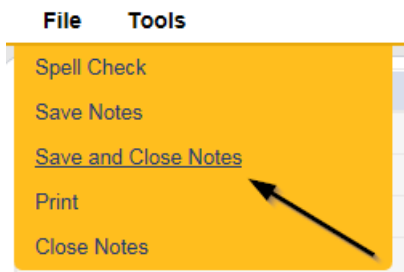 File Tools
Spell Check
Save Notes
Save and Close Notes
Print
Close Notes